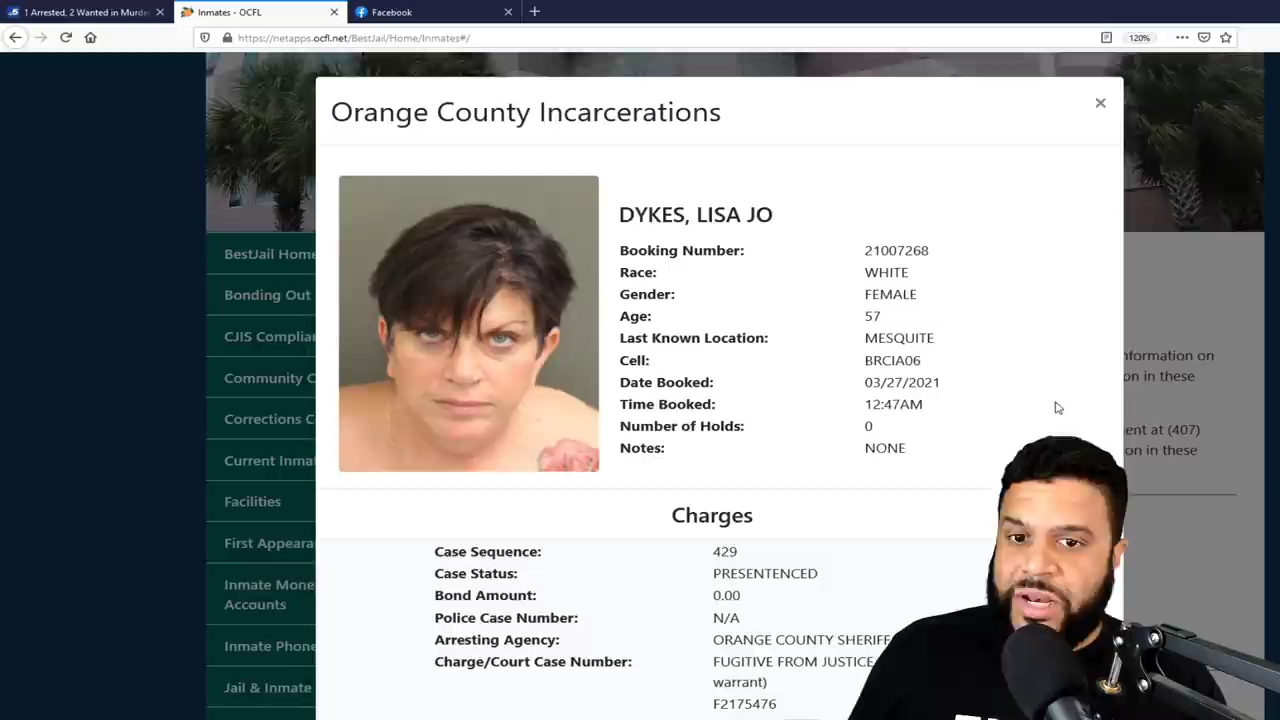 1 Arrested, 2 Wanted in Murde
Inmates - OCFL
Facebook
https://netapps.ocfl.net/BestJail/Home/Inmates#/
120%
Orange County Incarcerations
DYKES, LISA JO
Booking Number: 21007268
Race: WHITE
Gender: FEMALE
Age: 57
Last Known Location: MESQUITE
Cell: BRCIA06
Date Booked: 03/27/2021
Time Booked: 12:47AM
Number of Holds: 0
Notes: NONE
Charges
Case Sequence: 429
Case Status: PRESENTENCED
Bond Amount: 0.00
Police Case Number: N/A
Arresting Agency: ORANGE COUNTY SHERIFF
Charge/Court Case Number: FUGITIVE FROM JUSTICE
warrant)
F2175476
BestJail Home
Bonding Out
CJIS Complian
Community C
Corrections C
Current Inmat
Facilities
First Appeara
Inmate Mone
Accounts
Inmate Phone
Jail & Inmate
nformation on
on in these
ent at (407)
on in these